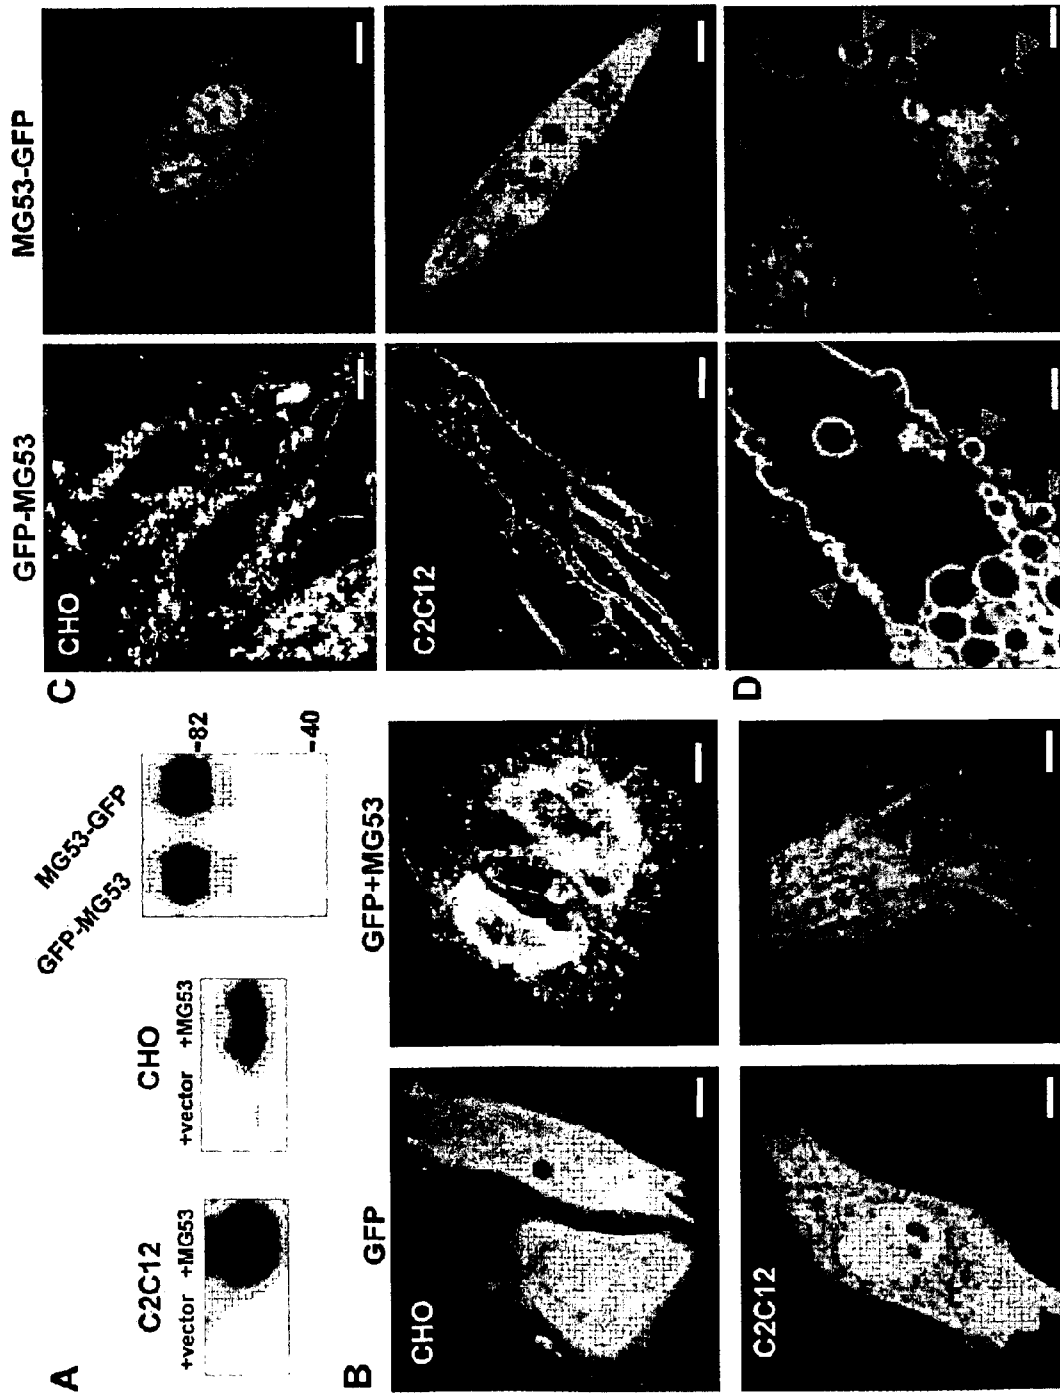 A
C2C12
+vector +MG53
CHO
+vector +MG53
GFP-MG53
MG53-GFP
-82
-40
B
GFP
GFP+MG53
CHO
C2C12
C
GFP-MG53
MG53-GFP
CHO
C2C12
D